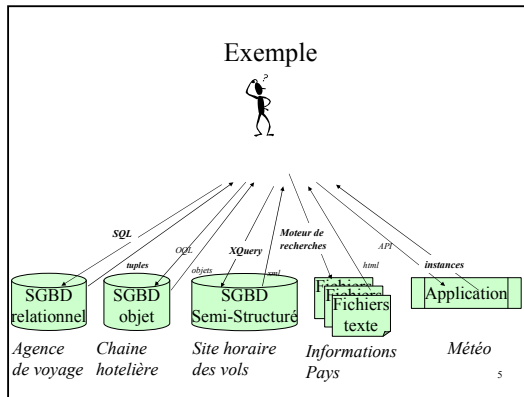 Exemple
?
SQL
tuples
OQL
objets
XQuery
xml
Moteur de
recherches
html
API
instances
SGBD
relationnel
SGBD
objet
SGBD
Semi-Structuré
Fichiers
Fichiers
Fichiers
texte
Application
Agence
de voyage
Chaine
hotelière
Site horaire
des vols
Informations
Pays
Météo
5